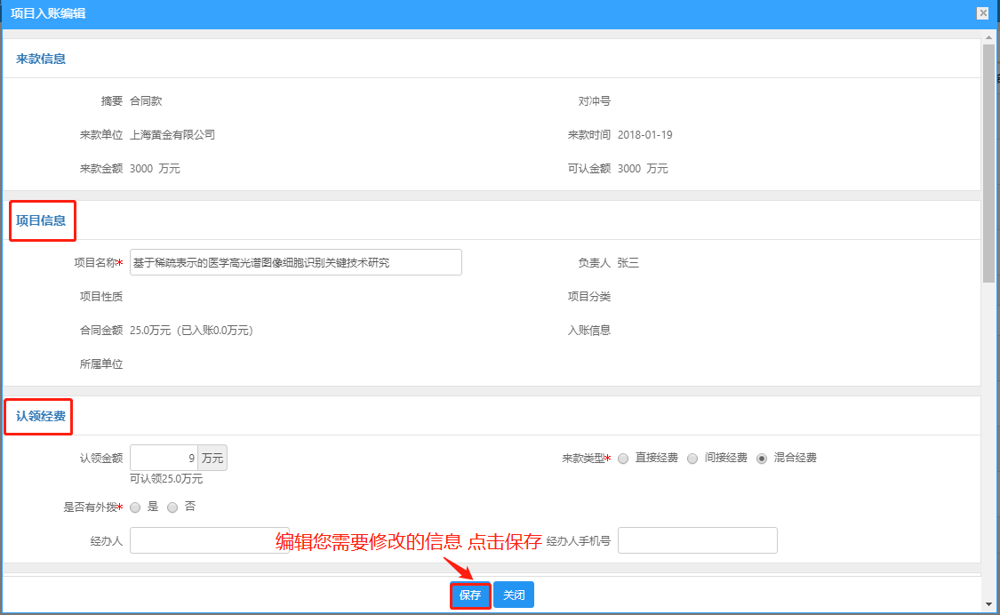 项目入账编辑
来款信息
摘要 合同款 对冲号
来款单位 上海黄金有限公司 来款时间 2018-01-19
来款金额 3000 万元 可认金额 3000 万元
项目信息
项目名称* 基于稀疏表示的医学高光谱图像细胞识别关键技术研究 负责人 张三
项目性质 项目分类
合同金额 25.0万元（已入账0.0万元） 入账信息
所属单位
认领经费
认领金额 9 万元 来款类型* 直接经费 间接经费 混合经费
可认领25.0万元
是否有外拨* 是 否
经办人 编辑您需要修改的信息 点击保存 经办人手机号
保存 关闭